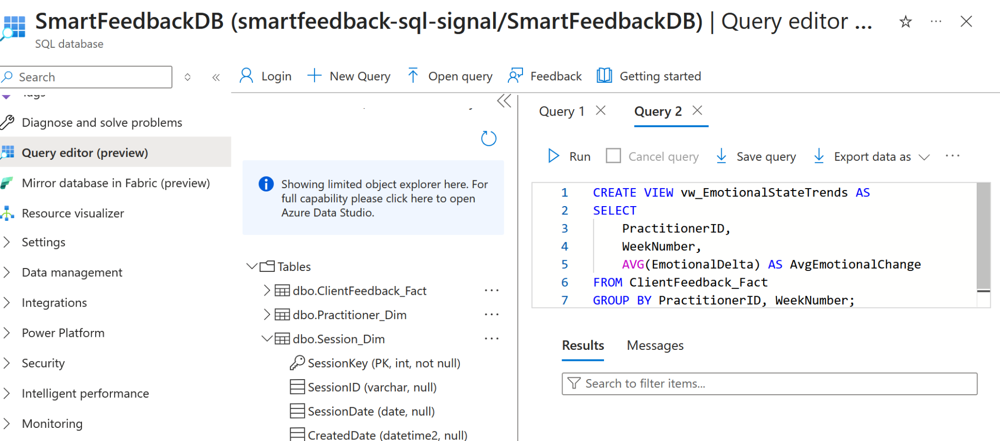 SmartFeedbackDB (smartfeedback-sql-signal/SmartFeedbackDB) | Query editor ...
SQL database
Search
Login
New Query
Open query
Feedback
Getting started
Tags
Diagnose and solve problems
Query editor (preview)
Mirror database in Fabric (preview)
Resource visualizer
Settings
Data management
Integrations
Power Platform
Security
Intelligent performance
Monitoring
Showing limited object explorer here. For
full capability please click here to open
Azure Data Studio.
Tables
dbo.ClientFeedback_Fact
dbo.Practitioner_Dim
dbo.Session_Dim
SessionKey (PK, int, not null)
SessionID (varchar, null)
SessionDate (date, null)
CreatedDate (datetime2, null)
Query 1
Query 2
Run
Cancel query
Save query
Export data as
1 CREATE VIEW vw_EmotionalStateTrends AS
2 SELECT
3 PractitionerID,
4 WeekNumber,
5 AVG(EmotionalDelta) AS AvgEmotionalChange
6 FROM ClientFeedback_Fact
7 GROUP BY PractitionerID, WeekNumber;
Results
Messages
Search to filter items...